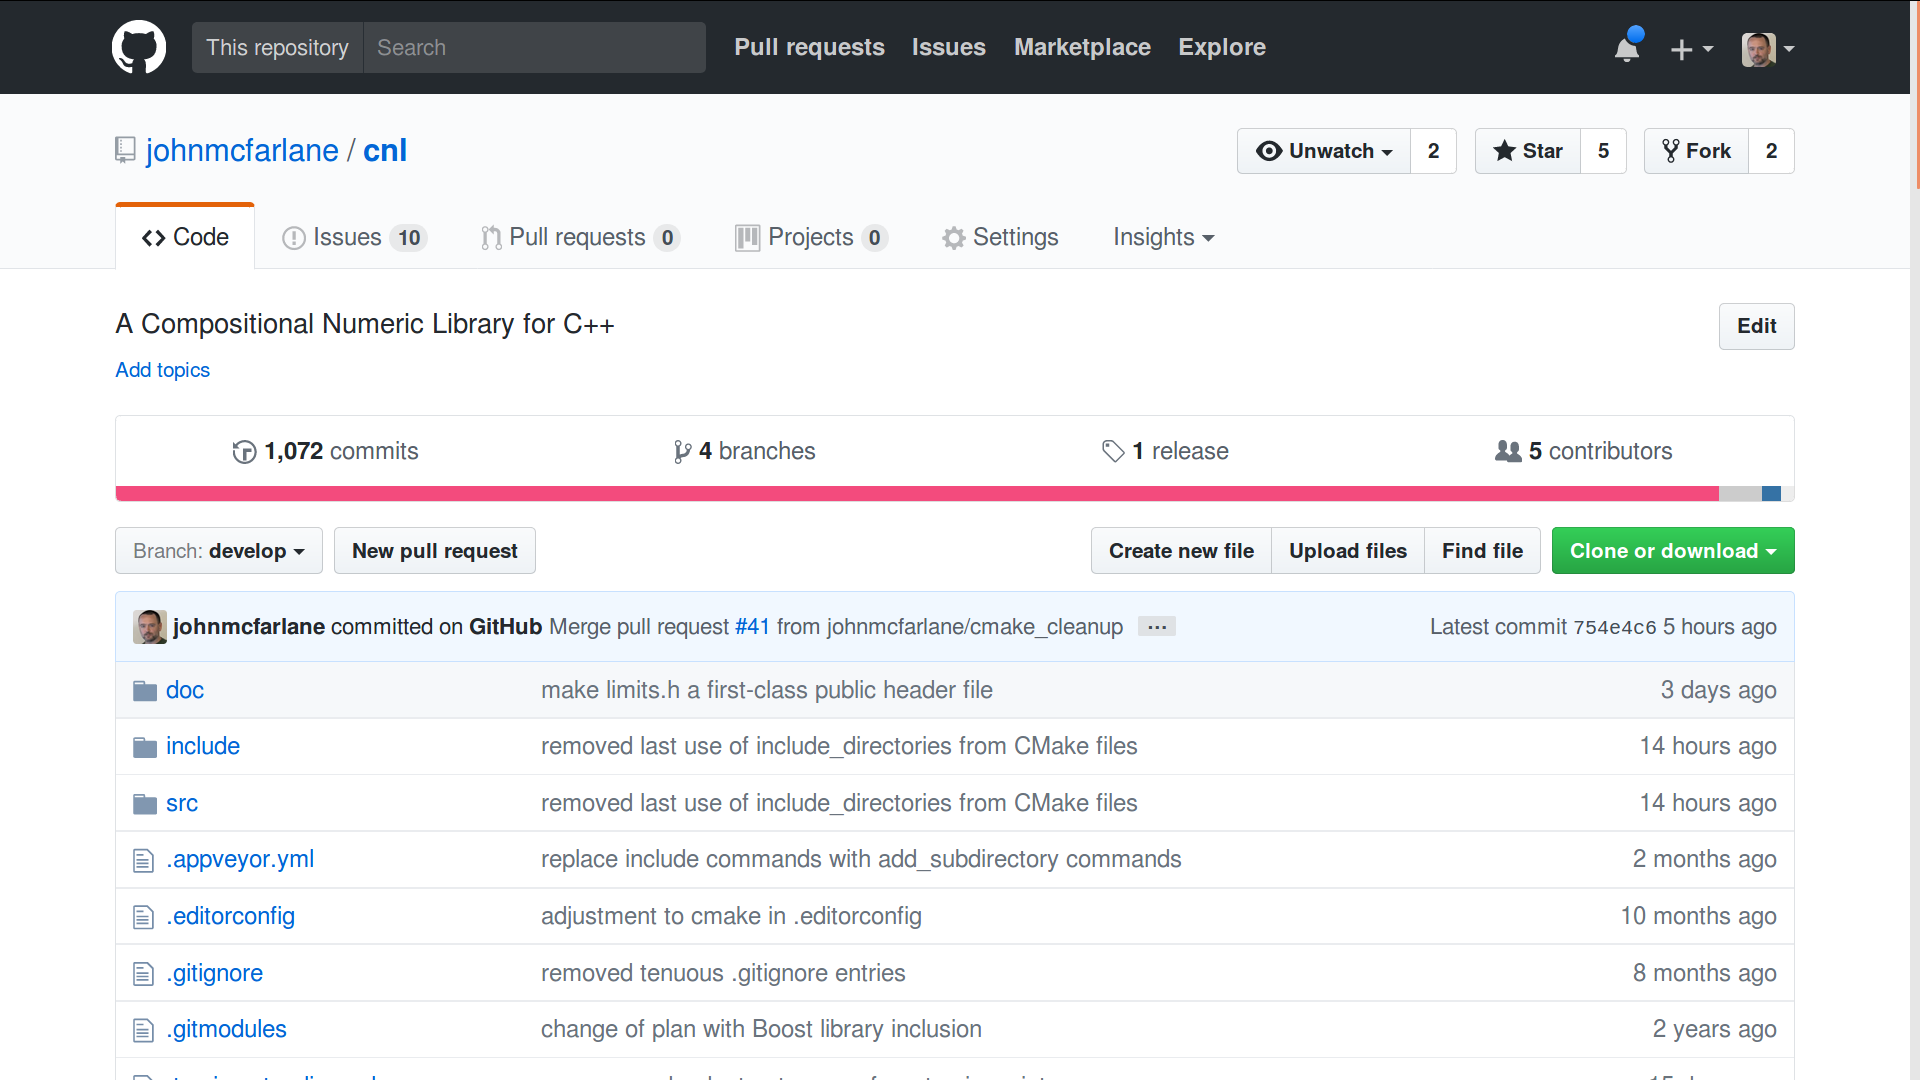 This repository Search Pull requests Issues Marketplace Explore
johnmcfarlane / cnl Unwatch 2 Star 5 Fork 2
Code Issues 10 Pull requests 0 Projects 0 Settings Insights
A Compositional Numeric Library for C++ Edit
Add topics
1,072 commits 4 branches 1 release 5 contributors
Branch: develop New pull request Create new file Upload files Find file Clone or download
johnmcfarlane committed on GitHub Merge pull request #41 from johnmcfarlane/cmake_cleanup ... Latest commit 754e4c6 5 hours ago
doc make limits.h a first-class public header file 3 days ago
include removed last use of include_directories from CMake files 14 hours ago
src removed last use of include_directories from CMake files 14 hours ago
.appveyor.yml replace include commands with add_subdirectory commands 2 months ago
.editorconfig adjustment to cmake in .editorconfig 10 months ago
.gitignore removed tenuous .gitignore entries 8 months ago
.gitmodules change of plan with Boost library inclusion 2 years ago